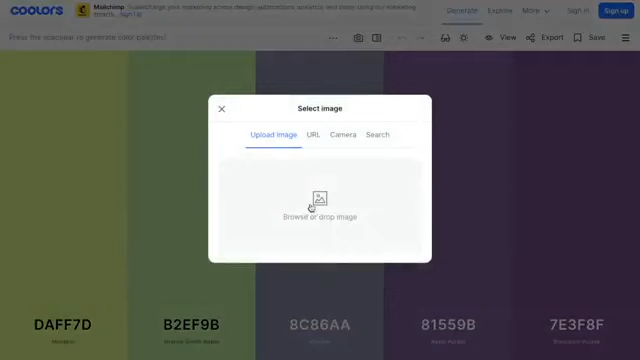 coolors
Mailchimp
Generate Explore More Sign in Sign up
Press the spacebar to generate color palettes!
View Export Save
Select image
Upload image URL Camera Search
Browse or drop image
DAFF7D B2EF9B 8C86AA 81559B 7E3F8F